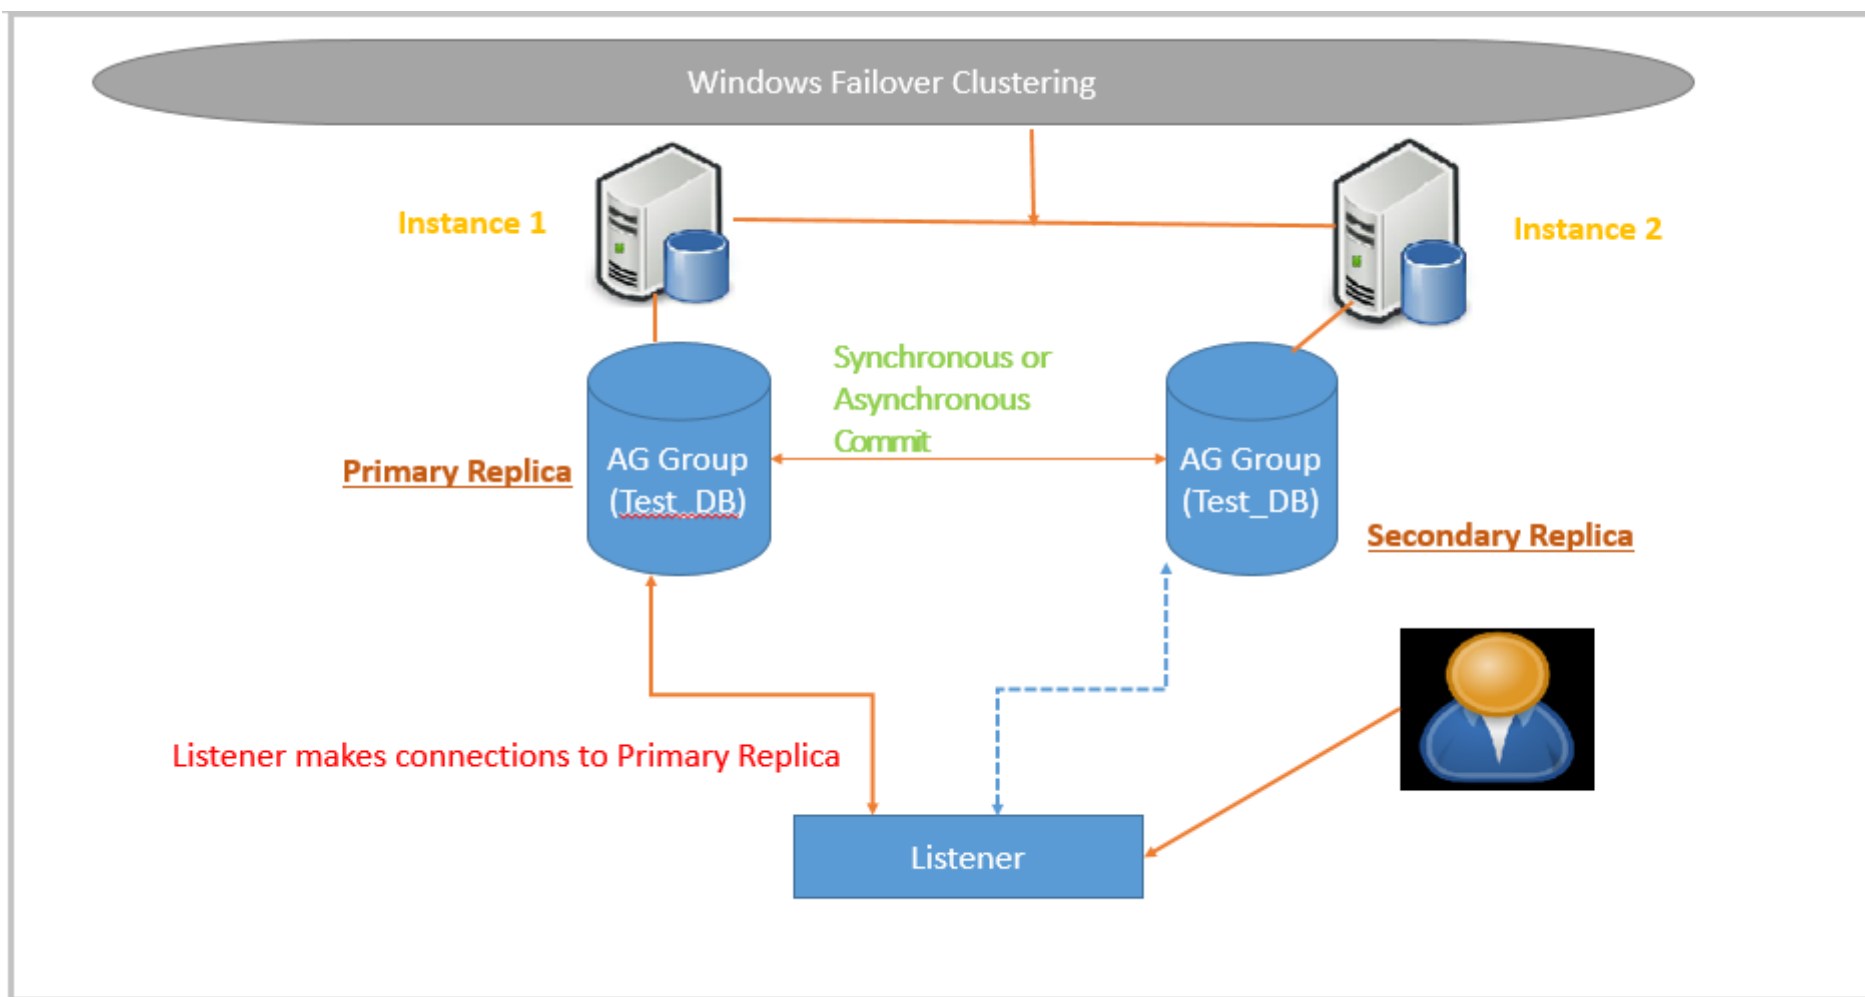 Windows Failover Clustering
Instance 1
Instance 2
Synchronous or
Asynchronous
Commit
Primary Replica
AG Group
(Test_DB)
AG Group
(Test_DB)
Secondary Replica
Listener makes connections to Primary Replica
Listener